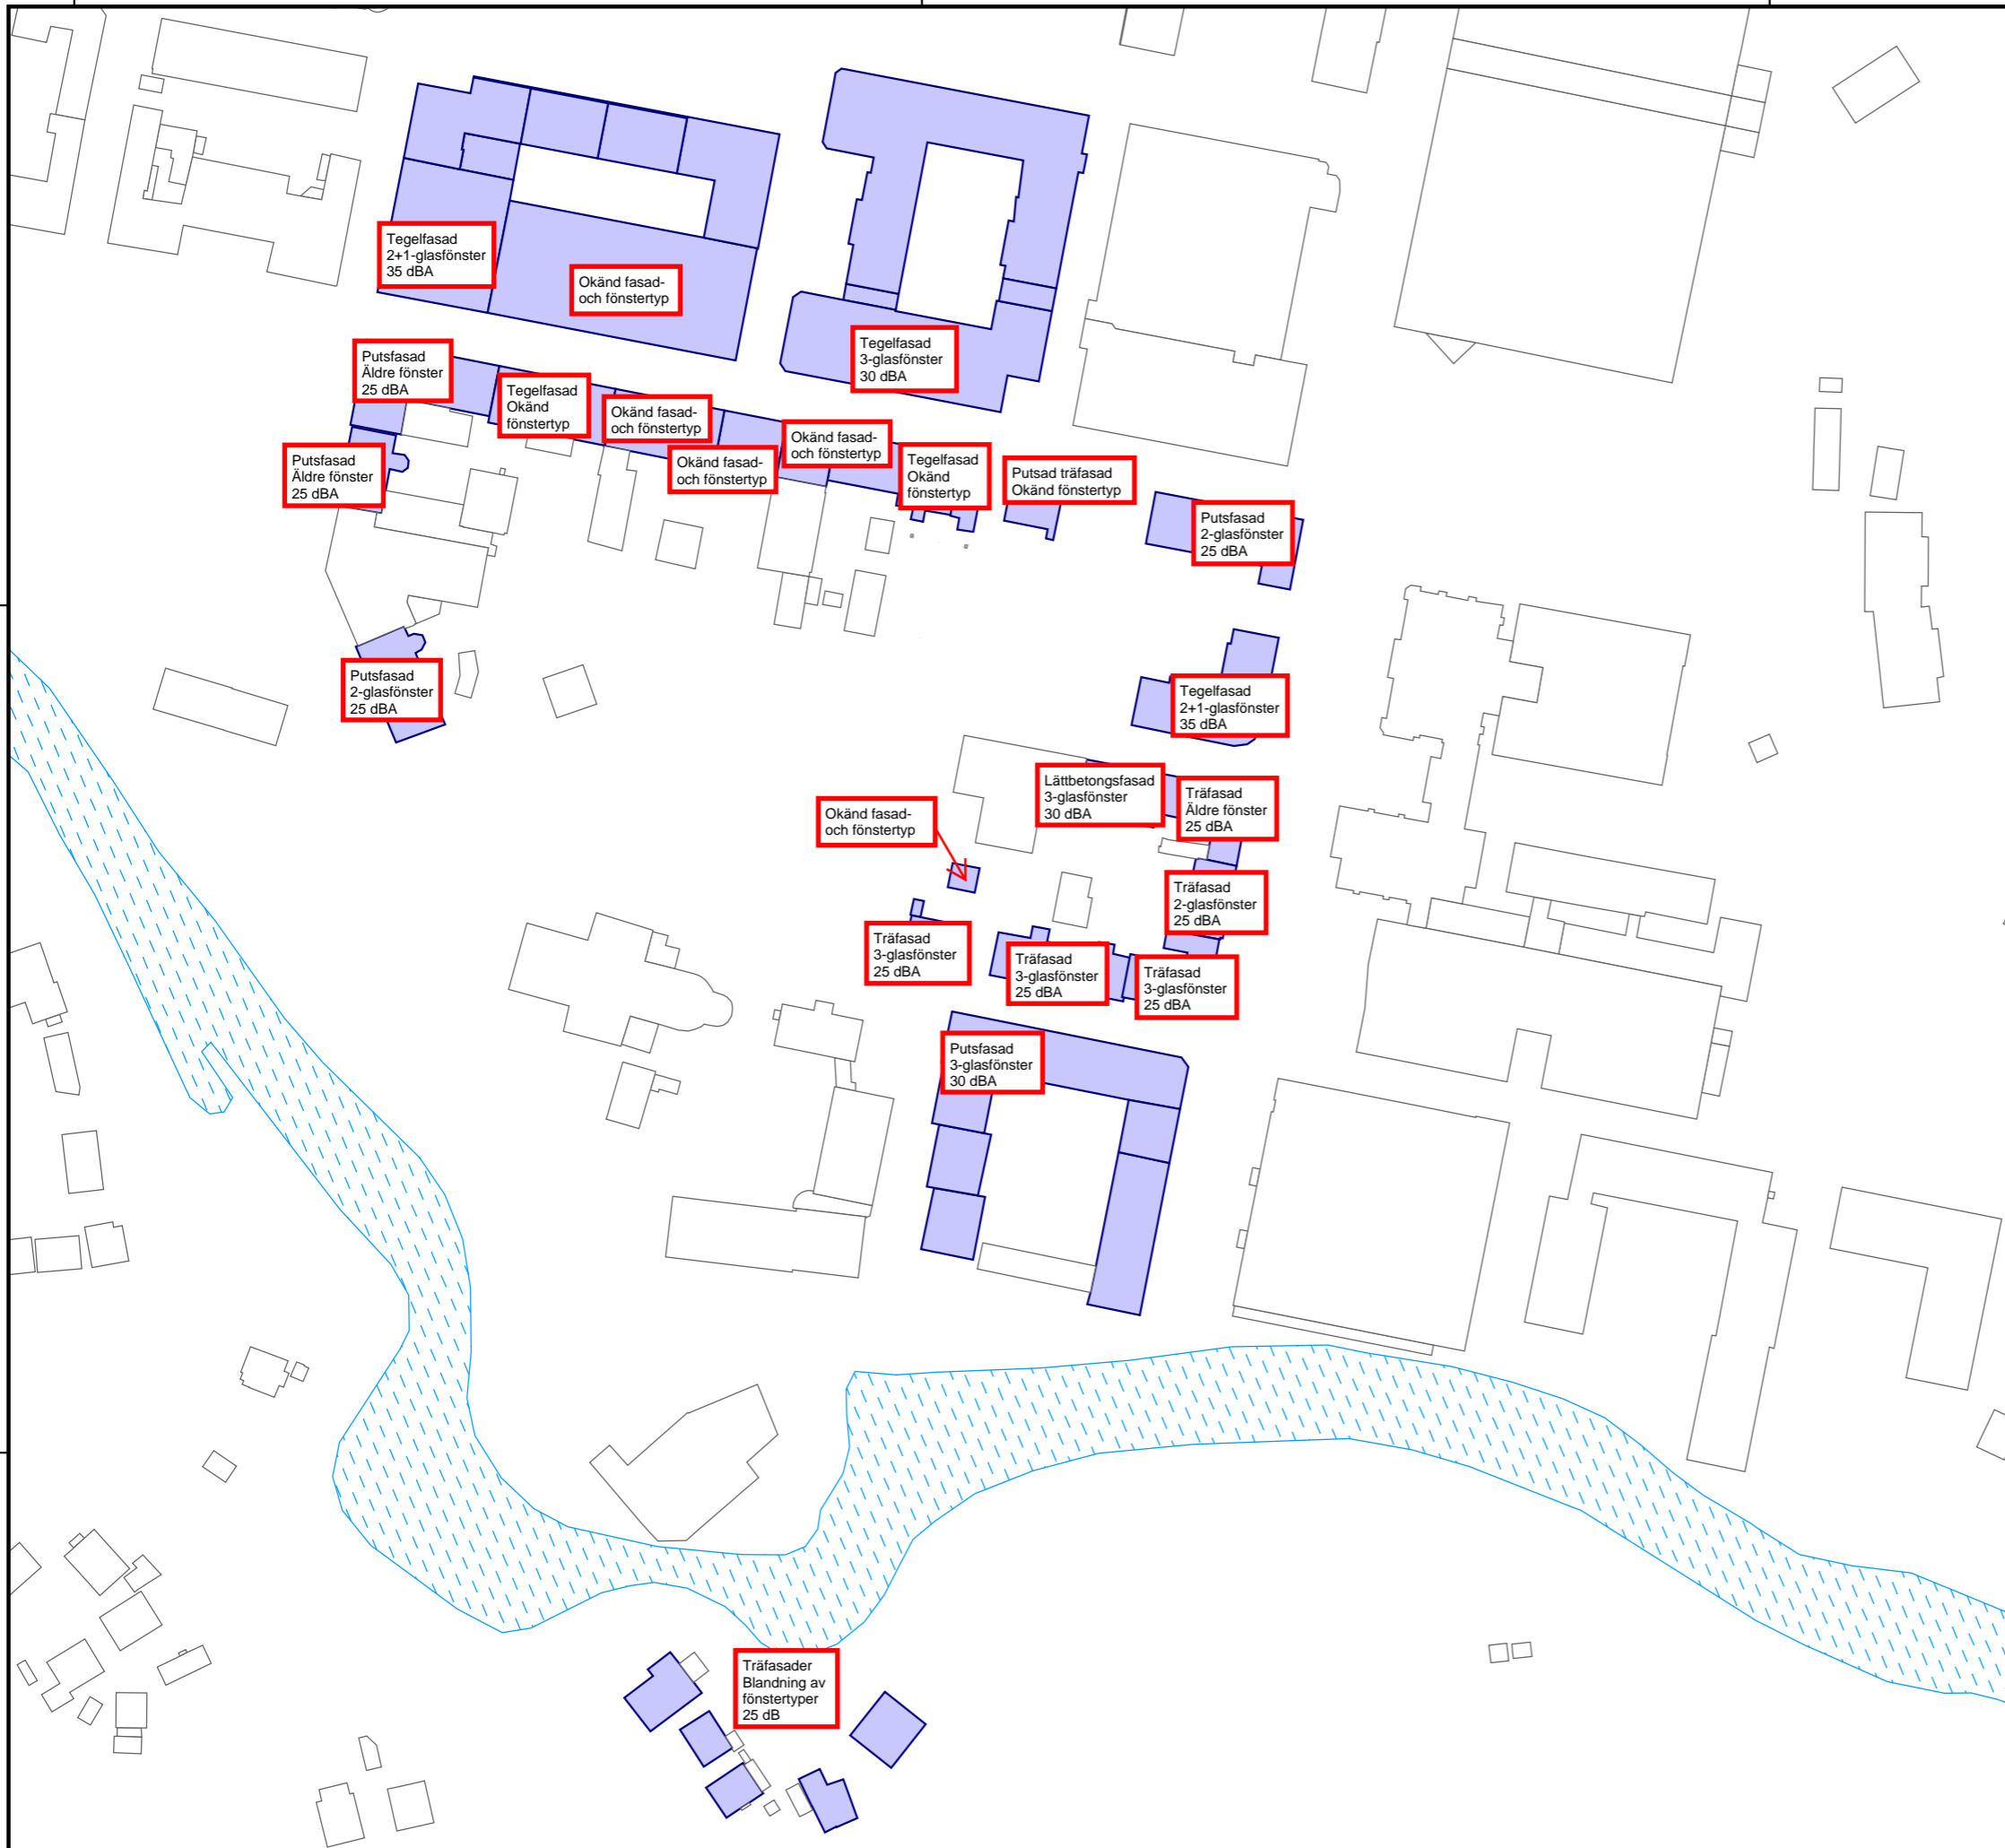 Tegelfasad
2+1-glasfönster
35 dBA
Okänd fasad-
och fönstertyp
Tegelfasad
3-glasfönster
30 dBA
Putsfasad
Äldre fönster
25 dBA
Tegelfasad
Okänd
fönstertyp
Okänd fasad-
och fönstertyp
Okänd fasad-
och fönstertyp
Okänd fasad-
och fönstertyp
Tegelfasad
Okänd
fönstertyp
Putsad träfasad
Okänd fönstertyp
Putsfasad
Äldre fönster
25 dBA
Putsfasad
2-glasfönster
25 dBA
Putsfasad
2-glasfönster
25 dBA
Tegelfasad
2+1-glasfönster
35 dBA
Lättbetongsfasad
3-glasfönster
30 dBA
Träfasad
Äldre fönster
25 dBA
Okänd fasad-
och fönstertyp
Träfasad
2-glasfönster
25 dBA
Träfasad
3-glasfönster
25 dBA
Träfasad
3-glasfönster
25 dBA
Träfasad
3-glasfönster
25 dBA
Putsfasad
3-glasfönster
30 dBA
Träfasader
Blandning av
fönstertyper
25 dB